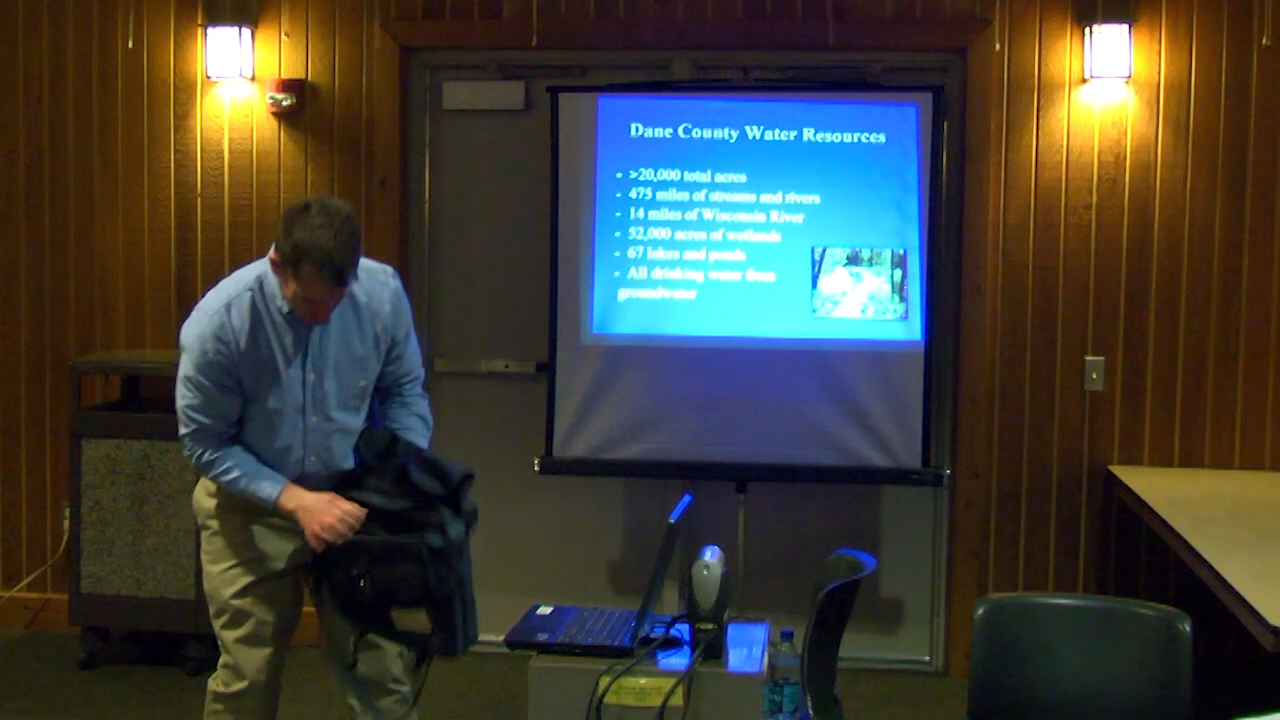 Dane County Water Resources
- >20,000 total acres
- 475 miles of streams and rivers
- 14 miles of Wisconsin River
- 52,000 acres of wetlands
- 67 lakes and ponds
- All drinking water from
groundwater